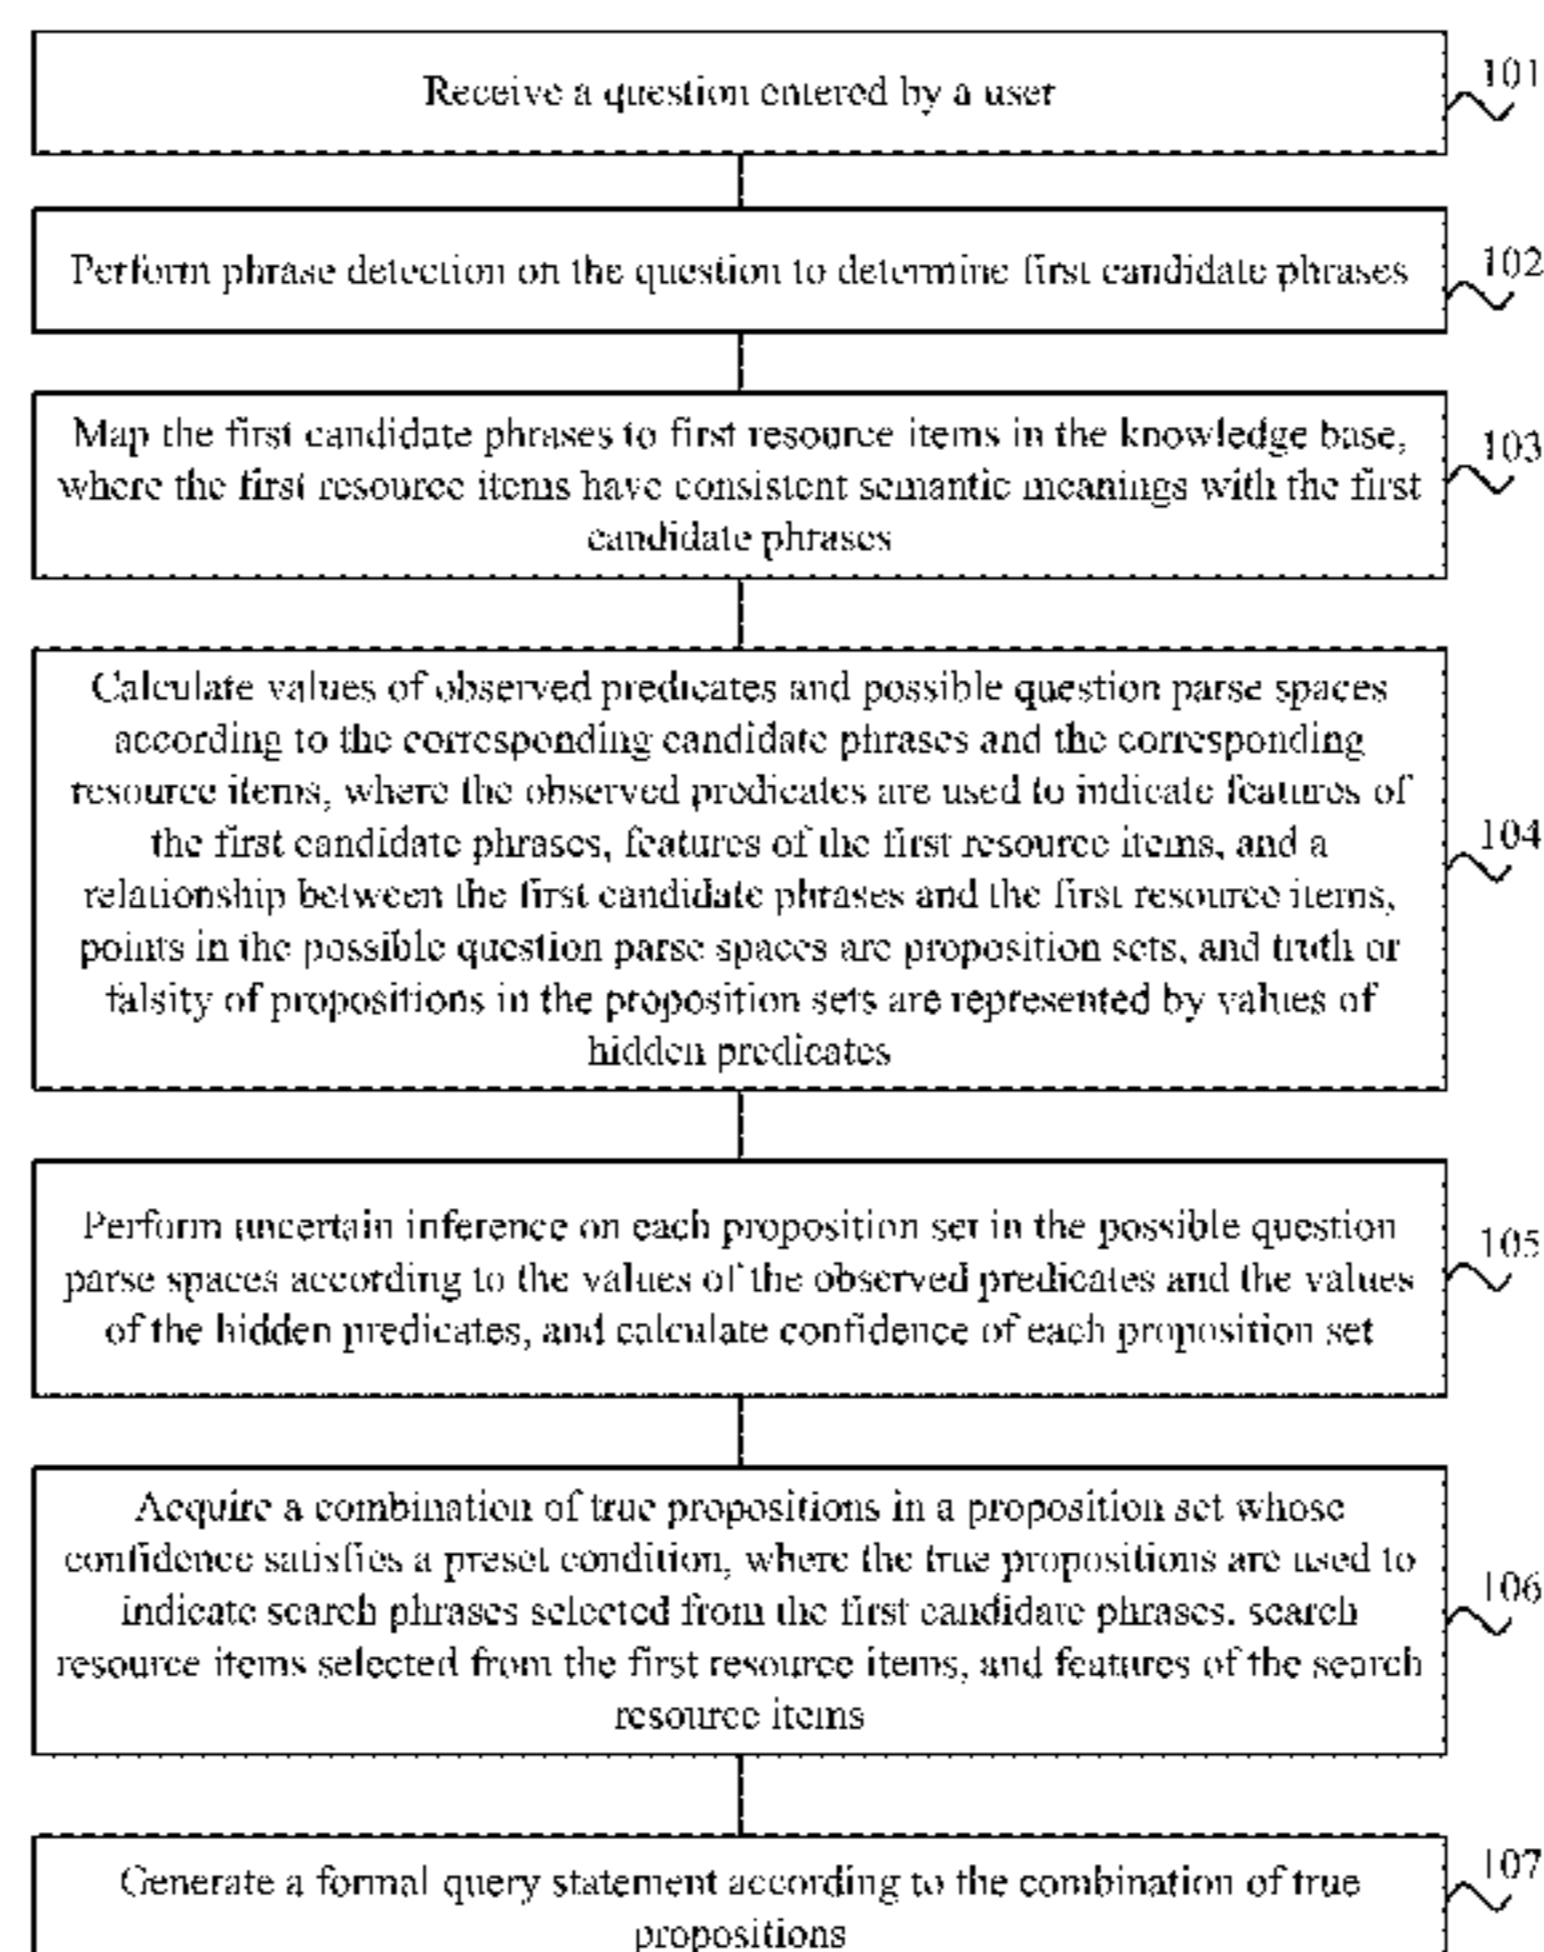 Receive a question entered by a user
101
Perform phrase detection on the question to determine first candidate phrases
102
Map the first candidate phrases to first resource items in the knowledge base,
where the first resource items have consistent semantic meanings with the first
candidate phrases
103
Calculate values of observed predicates and possible question parse spaces
according to the corresponding candidate phrases and the corresponding
resource items, where the observed predicates are used to indicate features of
the first candidate phrases, features of the first resource items, and a
relationship between the first candidate phrases and the first resource items,
points in the possible question parse spaces are proposition sets, and truth or
falsity of propositions in the proposition sets are represented by values of
hidden predicates
104
Perform uncertain inference on each proposition set in the possible question
parse spaces according to the values of the observed predicates and the values
of the hidden predicates, and calculate confidence of each proposition set
105
Acquire a combination of true propositions in a proposition set whose
confidence satisfies a preset condition, where the true propositions are used to
indicate search phrases selected from the first candidate phrases, search
resource items selected from the first resource items, and features of the search
resource items
106
Generate a formal query statement according to the combination of true
propositions
107